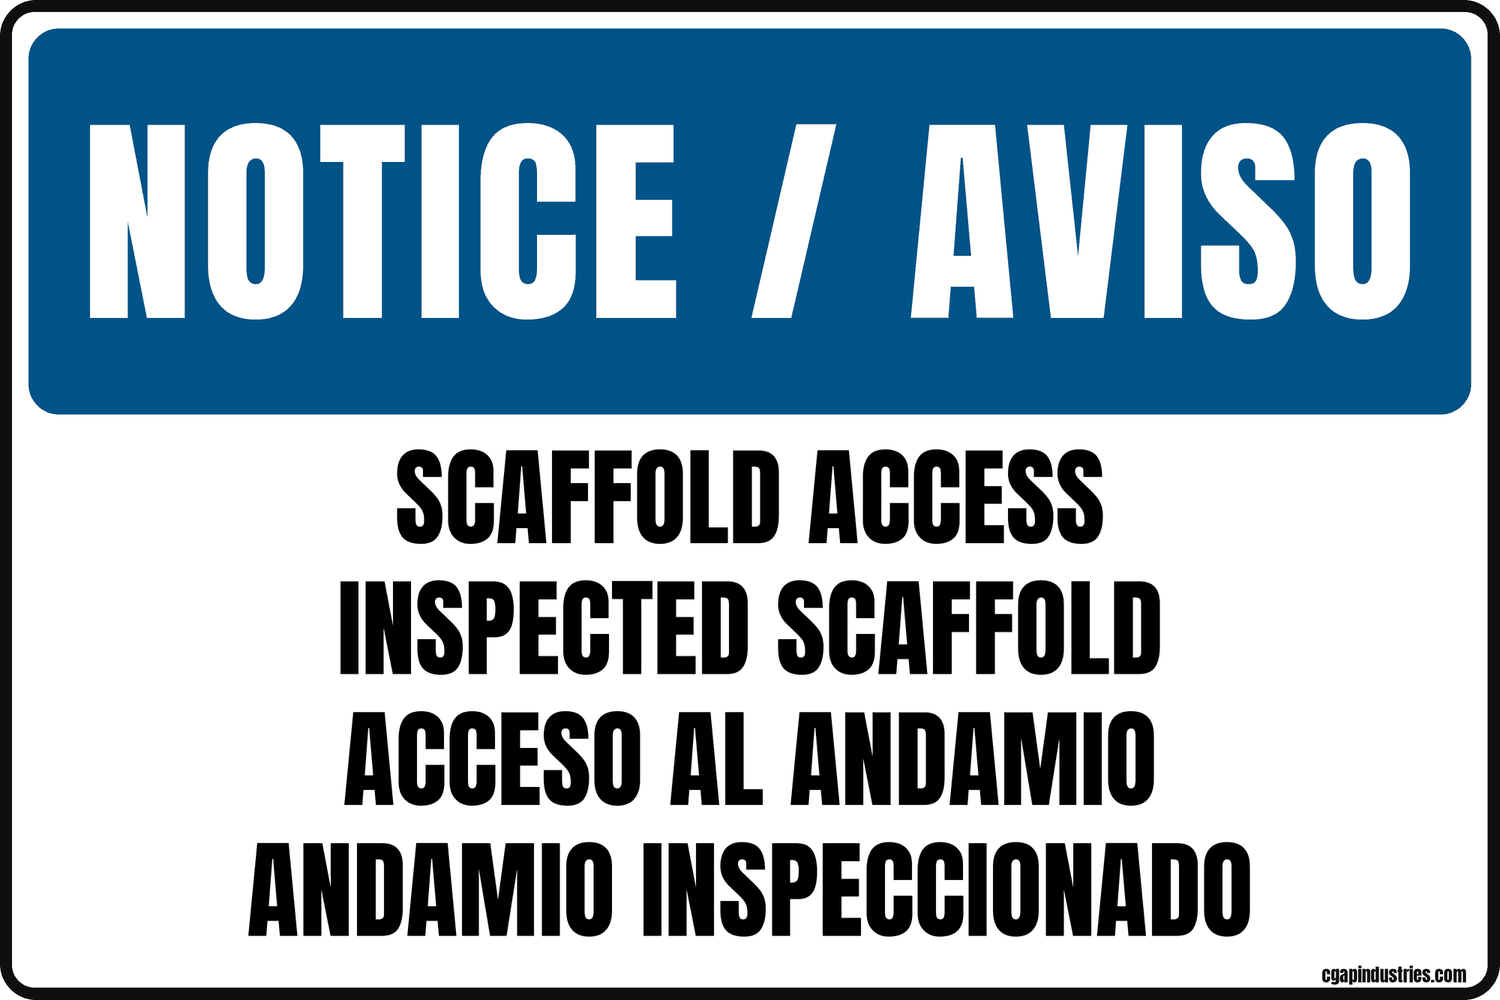 NOTICE / AVISO
SCAFFOLD ACCESS
INSPECTED SCAFFOLD
ACCESO AL ANDAMIO
ANDAMIO INSPECCIONADO
cgapindustries.com